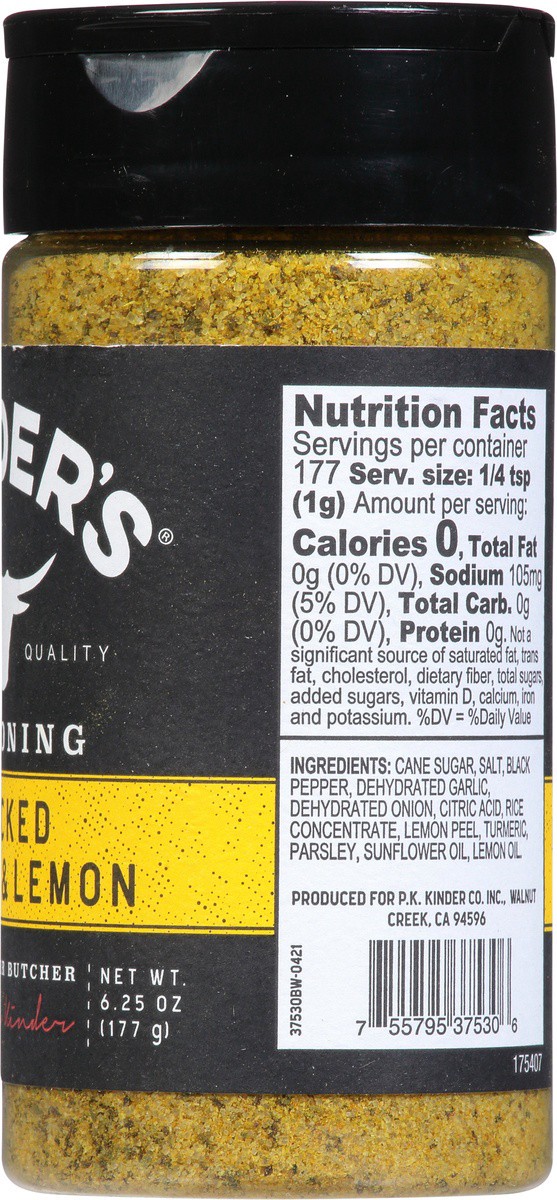 DER'S®
QUALITY
ONING
CKED
& LEMON
BUTCHER
Kinder
NET WT.
6.25 OZ
(177 g)
Nutrition Facts
Servings per container
177 Serv. size: 1/4 tsp
(1g) Amount per serving:
Calories 0, Total Fat
0g (0% DV), Sodium 105mg
(5% DV), Total Carb. 0g
(0% DV), Protein 0g. Not a
significant source of saturated fat, trans
fat, cholesterol, dietary fiber, total sugars,
added sugars, vitamin D, calcium, iron
and potassium. %DV = %Daily Value
INGREDIENTS: CANE SUGAR, SALT, BLACK
PEPPER, DEHYDRATED GARLIC,
DEHYDRATED ONION, CITRIC ACID, RICE
CONCENTRATE, LEMON PEEL, TURMERIC,
PARSLEY, SUNFLOWER OIL, LEMON OIL.
PRODUCED FOR P.K. KINDER CO. INC., WALNUT
CREEK, CA 94596
37530BW-0421
7 55795 37530 6
175407